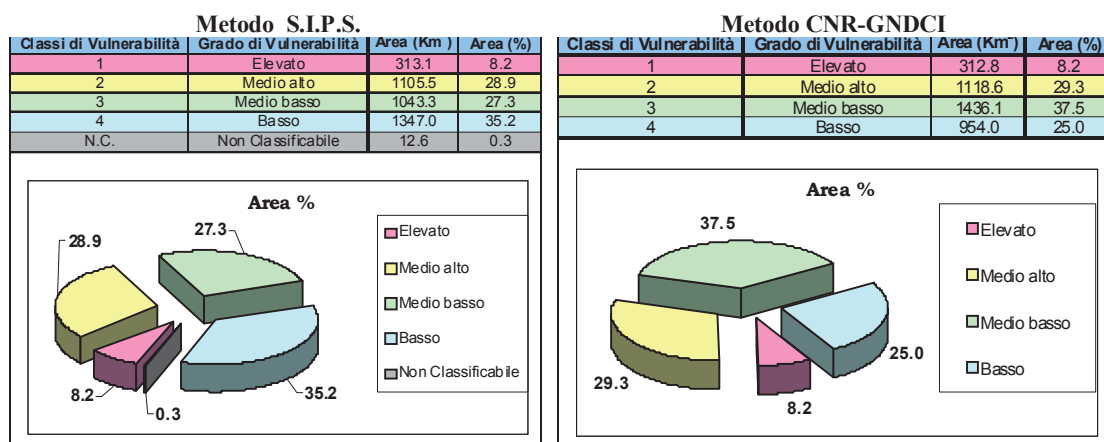 Metodo S.I.P.S.
Classi di Vulnerabilità Grado di Vulnerabilità Area (Km²) Area (%)
1 Elevato 313.1 8.2
2 Medio alto 1105.5 28.9
3 Medio basso 1043.3 27.3
4 Basso 1347.0 35.2
N.C. Non Classificabile 12.6 0.3
Area %
28.9
27.3
8.2
0.3
35.2
Elevato
Medio alto
Medio basso
Basso
Non Classificabile
Metodo CNR-GNDCI
Classi di Vulnerabilità Grado di Vulnerabilità Area (Km²) Area (%)
1 Elevato 312.8 8.2
2 Medio alto 1118.6 29.3
3 Medio basso 1436.1 37.5
4 Basso 954.0 25.0
Area %
37.5
29.3
8.2
25.0
Elevato
Medio alto
Medio basso
Basso